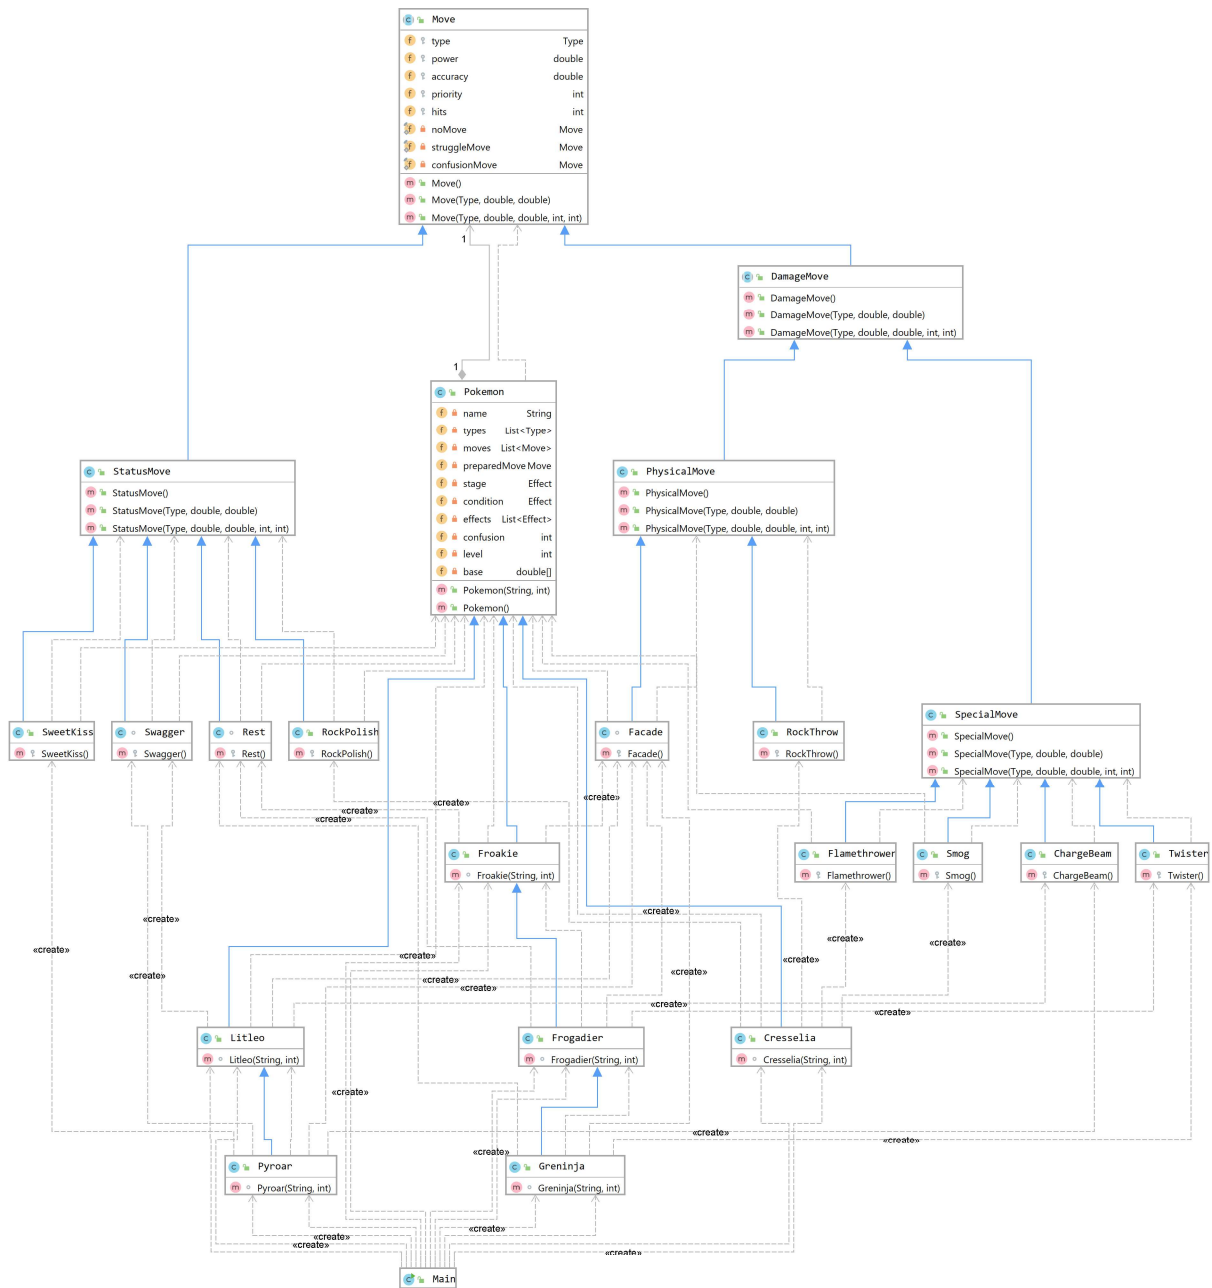 Move
type Type
power double
accuracy double
priority int
hits int
noMove Move
struggleMove Move
confusionMove Move
Move()
Move(Type, double, double)
Move(Type, double, double, int, int)
1
DamageMove
DamageMove()
DamageMove(Type, double, double)
DamageMove(Type, double, double, int, int)
1
Pokemon
name String
types List<Type>
moves List<Move>
preparedMove Move
stage Effect
condition Effect
effects List<Effect>
confusion int
level int
base double[]
Pokemon(String, int)
Pokemon()
StatusMove
StatusMove()
StatusMove(Type, double, double)
StatusMove(Type, double, double, int, int)
PhysicalMove
PhysicalMove()
PhysicalMove(Type, double, double)
PhysicalMove(Type, double, double, int, int)
SpecialMove
SpecialMove()
SpecialMove(Type, double, double)
SpecialMove(Type, double, double, int, int)
SweetKiss
SweetKiss()
Swagger
Swagger()
Rest
Rest()
RockPolish
RockPolish()
Facade
Facade()
RockThrow
RockThrow()
«create»
«create»
«create»
«create»
Froakie
Froakie(String, int)
Flamethrower
Flamethrower()
Smog
Smog()
ChargeBeam
ChargeBeam()
Twister
Twister()
«create»
«create»
«create»
«create»
«create»
«create»
«create»
«create»
«create»
«create»
«create»
«create»
Litleo
Litleo(String, int)
Frogadier
Frogadier(String, int)
Cresselia
Cresselia(String, int)
«create»
«create»
«create»
«create»
«create»
Pyroar
Pyroar(String, int)
Greninja
Greninja(String, int)
«create»
«create»
«create»
«create»
«create»
«create»
Main